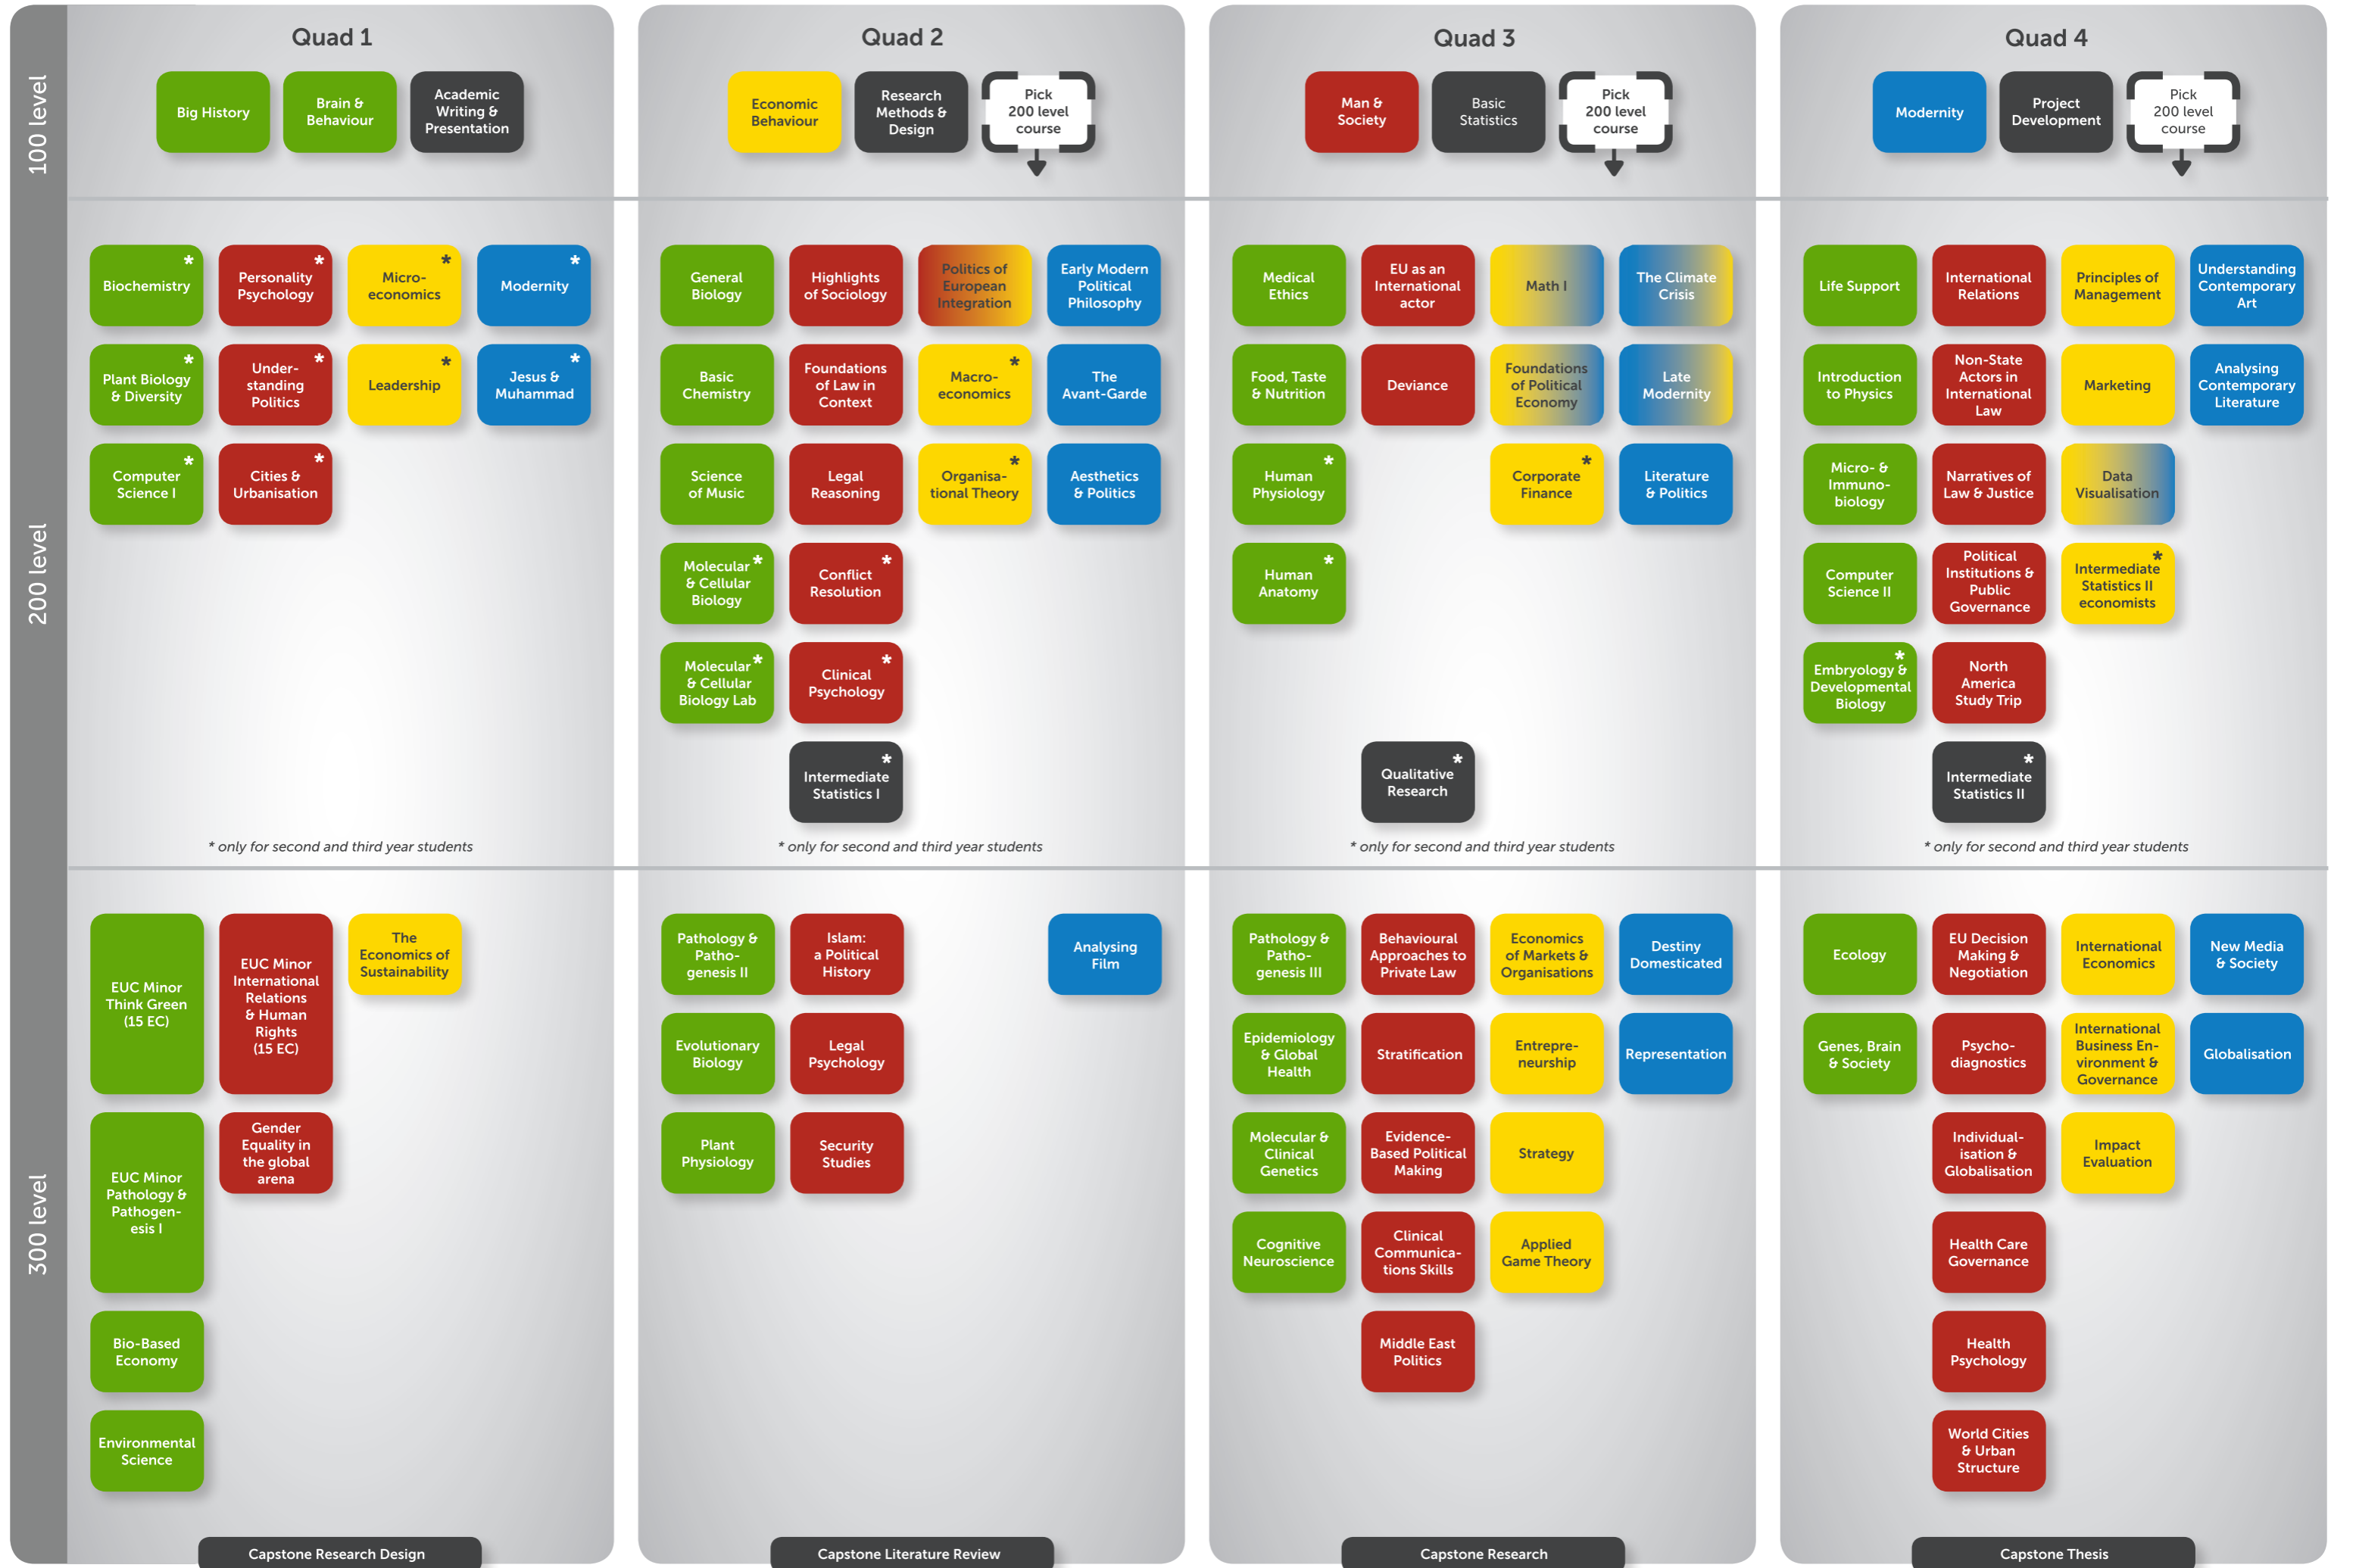 100 level
200 level
300 level
Quad 1
Big History
Brain &
Behaviour
Academic
Writing &
Presentation
Biochemistry
*
Personality
Psychology
*
Micro-
economics
*
Modernity
*
Plant Biology
& Diversity
*
Under-
standing
Politics
*
Leadership
*
Jesus &
Muhammad
*
Computer
Science I
*
Cities &
Urbanisation
*
* only for second and third year students
EUC Minor
Think Green
(15 EC)
EUC Minor
International
Relations
& Human
Rights
(15 EC)
The
Economics of
Sustainability
EUC Minor
Pathology &
Pathogen-
esis I
Gender
Equality in
the global
arena
Bio-Based
Economy
Environmental
Science
Capstone Research Design
Quad 2
Economic
Behaviour
Research
Methods &
Design
Pick
200 level
course
General
Biology
Highlights
of Sociology
Politics of
European
Integration
Early Modern
Political
Philosophy
Basic
Chemistry
Foundations
of Law in
Context
Macro-
economics
*
The
Avant-Garde
Science
of Music
Legal
Reasoning
Organisa-
tional Theory
*
Aesthetics
& Politics
Molecular
& Cellular
Biology
*
Conflict
Resolution
*
Molecular
& Cellular
Biology Lab
*
Clinical
Psychology
*
Intermediate
Statistics I
*
* only for second and third year students
Pathology &
Patho-
genesis II
Islam:
a Political
History
Analysing
Film
Evolutionary
Biology
Legal
Psychology
Plant
Physiology
Security
Studies
Capstone Literature Review
Quad 3
Man &
Society
Basic
Statistics
Pick
200 level
course
Medical
Ethics
EU as an
International
actor
Math I
The Climate
Crisis
Food, Taste
& Nutrition
Deviance
Foundations
of Political
Economy
Late
Modernity
Human
Physiology
*
Corporate
Finance
*
Literature
& Politics
Human
Anatomy
*
Qualitative
Research
*
* only for second and third year students
Pathology &
Patho-
genesis III
Behavioural
Approaches to
Private Law
Economics
of Markets &
Organisations
Destiny
Domesticated
Epidemiology
& Global
Health
Stratification
Entrepre-
neurship
Representation
Molecular &
Clinical
Genetics
Evidence-
Based Political
Making
Strategy
Cognitive
Neuroscience
Clinical
Communica-
tions Skills
Applied
Game Theory
Middle East
Politics
Capstone Research
Quad 4
Modernity
Project
Development
Pick
200 level
course
Life Support
International
Relations
Principles of
Management
Understanding
Contemporary
Art
Introduction
to Physics
Non-State
Actors in
International
Law
Marketing
Analysing
Contemporary
Literature
Micro- &
Immuno-
biology
Narratives of
Law & Justice
Data
Visualisation
Computer
Science II
Political
Institutions &
Public
Governance
Intermediate
Statistics II
economists
*
Embryology &
Developmental
Biology
*
North
America
Study Trip
Intermediate
Statistics II
*
* only for second and third year students
Ecology
EU Decision
Making &
Negotiation
International
Economics
New Media
& Society
Genes, Brain
& Society
Psycho-
diagnostics
International
Business En-
vironment &
Governance
Globalisation
Individual-
isation &
Globalisation
Impact
Evaluation
Health Care
Governance
Health
Psychology
World Cities
& Urban
Structure
Capstone Thesis